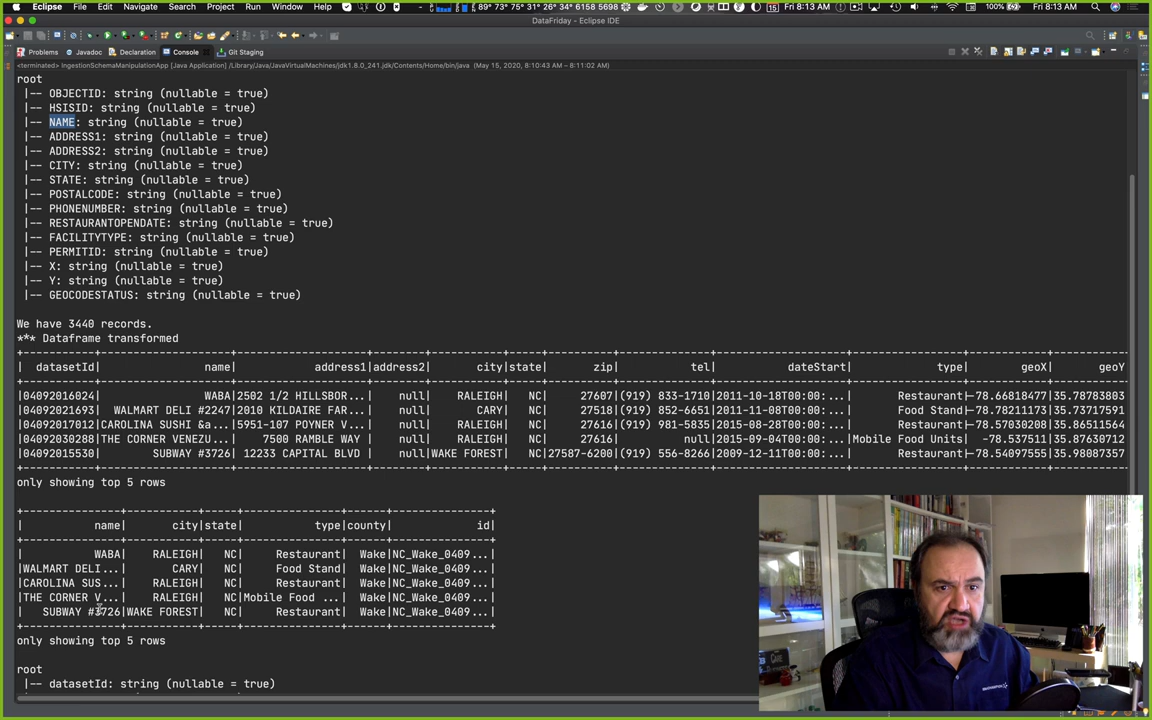 Eclipse File Edit Navigate Search Project Run Window Help 89° 73° 75° 31° 26° 34° 6158 5698 100% Fri 8:13 AM Fri 8:13 AM
DataFriday - Eclipse IDE
Problems Javadoc Declaration Console Git Staging
<terminated> IngestionSchemaManipulationApp [Java Application] /Library/Java/JavaVirtualMachines/jdk1.8.0_241.jdk/Contents/Home/bin/java (May 15, 2020, 8:10:43 AM – 8:11:02 AM)
root
|-- OBJECTID: string (nullable = true)
|-- HSISID: string (nullable = true)
|-- NAME: string (nullable = true)
|-- ADDRESS1: string (nullable = true)
|-- ADDRESS2: string (nullable = true)
|-- CITY: string (nullable = true)
|-- STATE: string (nullable = true)
|-- POSTALCODE: string (nullable = true)
|-- PHONENUMBER: string (nullable = true)
|-- RESTAURANTOPENDATE: string (nullable = true)
|-- FACILITYTYPE: string (nullable = true)
|-- PERMITID: string (nullable = true)
|-- X: string (nullable = true)
|-- Y: string (nullable = true)
|-- GEOCODESTATUS: string (nullable = true)
We have 3440 records.
*** Dataframe transformed
| datasetId| name| address1|address2| city|state| zip| tel| dateStart| type| geoX| geoY
|04092016024| WABA|2502 1/2 HILLSBOR...| null| RALEIGH| NC| 27607|(919) 833-1710|2011-10-18T00:00:...| Restaurant|-78.66818477|35.78783803
|04092021693| WALMART DELI #2247|2010 KILDAIRE FAR...| null| CARY| NC| 27518|(919) 852-6651|2011-11-08T00:00:...| Food Stand|-78.78211173|35.73717591
|04092017012|CAROLINA SUSHI &a...|5951-107 POYNER V...| null| RALEIGH| NC| 27616|(919) 981-5835|2015-08-28T00:00:...| Restaurant|-78.57030208|35.86511564
|04092030288|THE CORNER VENEZU...| 7500 RAMBLE WAY| null| RALEIGH| NC| 27616| null|2015-09-04T00:00:...|Mobile Food Units| -78.537511|35.87630712
|04092015530| SUBWAY #3726| 12233 CAPITAL BLVD | null|WAKE FOREST| NC|27587-6200|(919) 556-8266|2009-12-11T00:00:...| Restaurant|-78.54097555|35.98087357
only showing top 5 rows
| name| city|state| type|county| id|
| WABA| RALEIGH| NC| Restaurant| Wake|NC_Wake_0409...|
|WALMART DELI...| CARY| NC| Food Stand| Wake|NC_Wake_0409...|
|CAROLINA SUS...| RALEIGH| NC| Restaurant| Wake|NC_Wake_0409...|
|THE CORNER V...| RALEIGH| NC|Mobile Food ...| Wake|NC_Wake_0409...|
| SUBWAY #3726|WAKE FOREST| NC| Restaurant| Wake|NC_Wake_0409...|
only showing top 5 rows
root
|-- datasetId: string (nullable = true)